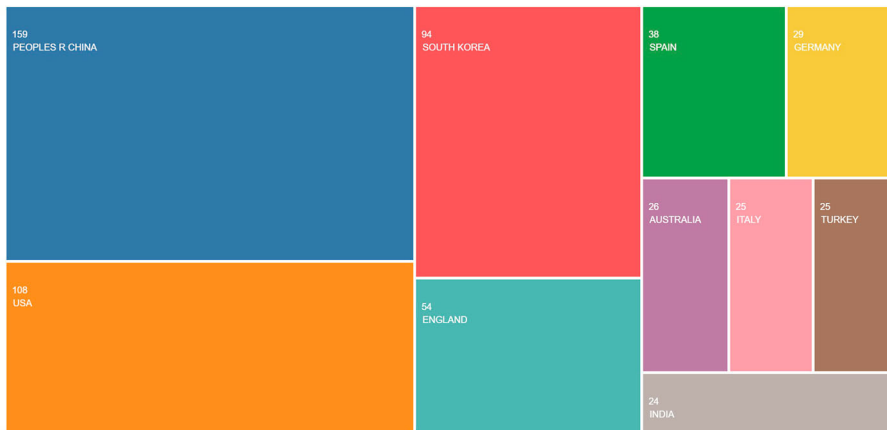 159
PEOPLES R CHINA
94
SOUTH KOREA
38
SPAIN
29
GERMANY
26
AUSTRALIA
25
ITALY
25
TURKEY
108
USA
54
ENGLAND
24
INDIA